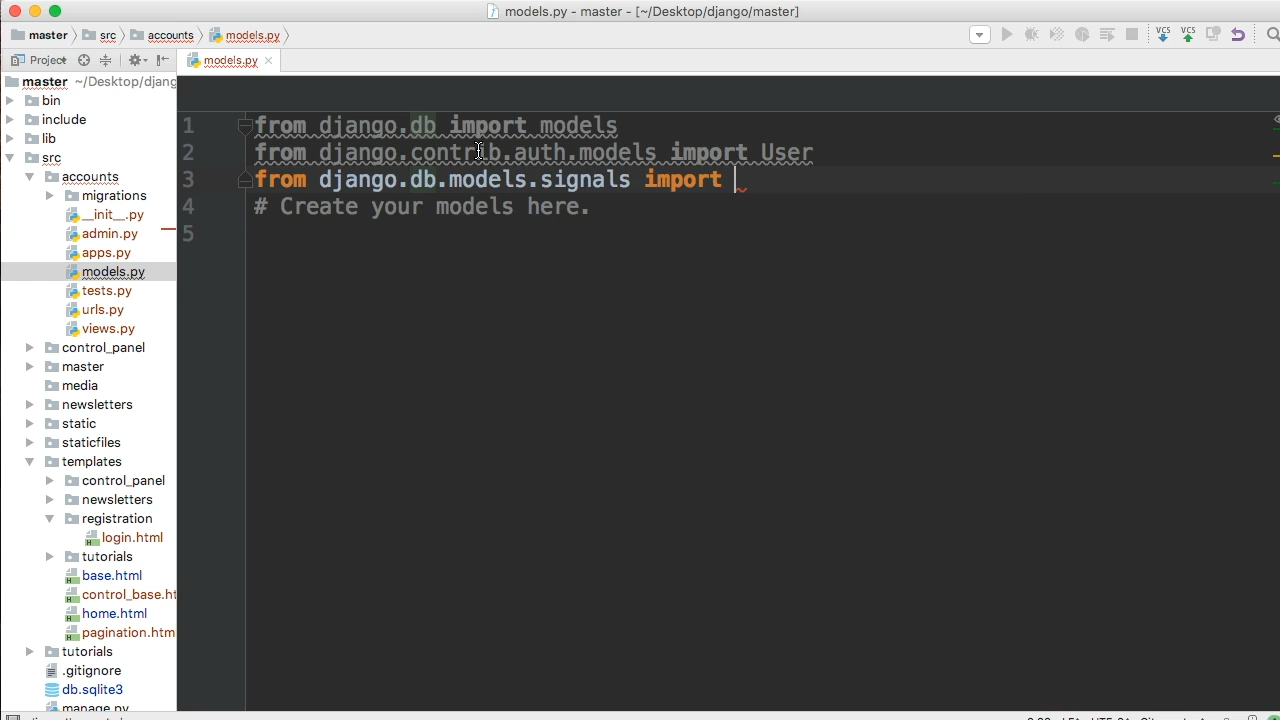 models.py - master - [~/Desktop/django/master]
master src accounts models.py
VCS VCS
Project
models.py
master ~/Desktop/djang
bin
include
lib
src
accounts
migrations
__init__.py
admin.py
apps.py
models.py
tests.py
urls.py
views.py
control_panel
master
media
newsletters
static
staticfiles
templates
control_panel
newsletters
registration
login.html
tutorials
base.html
control_base.ht
home.html
pagination.htm
tutorials
.gitignore
db.sqlite3
manage.py
1 from django.db import models
2 from django.contrib.auth.models import User
3 from django.db.models.signals import
4 # Create your models here.
5